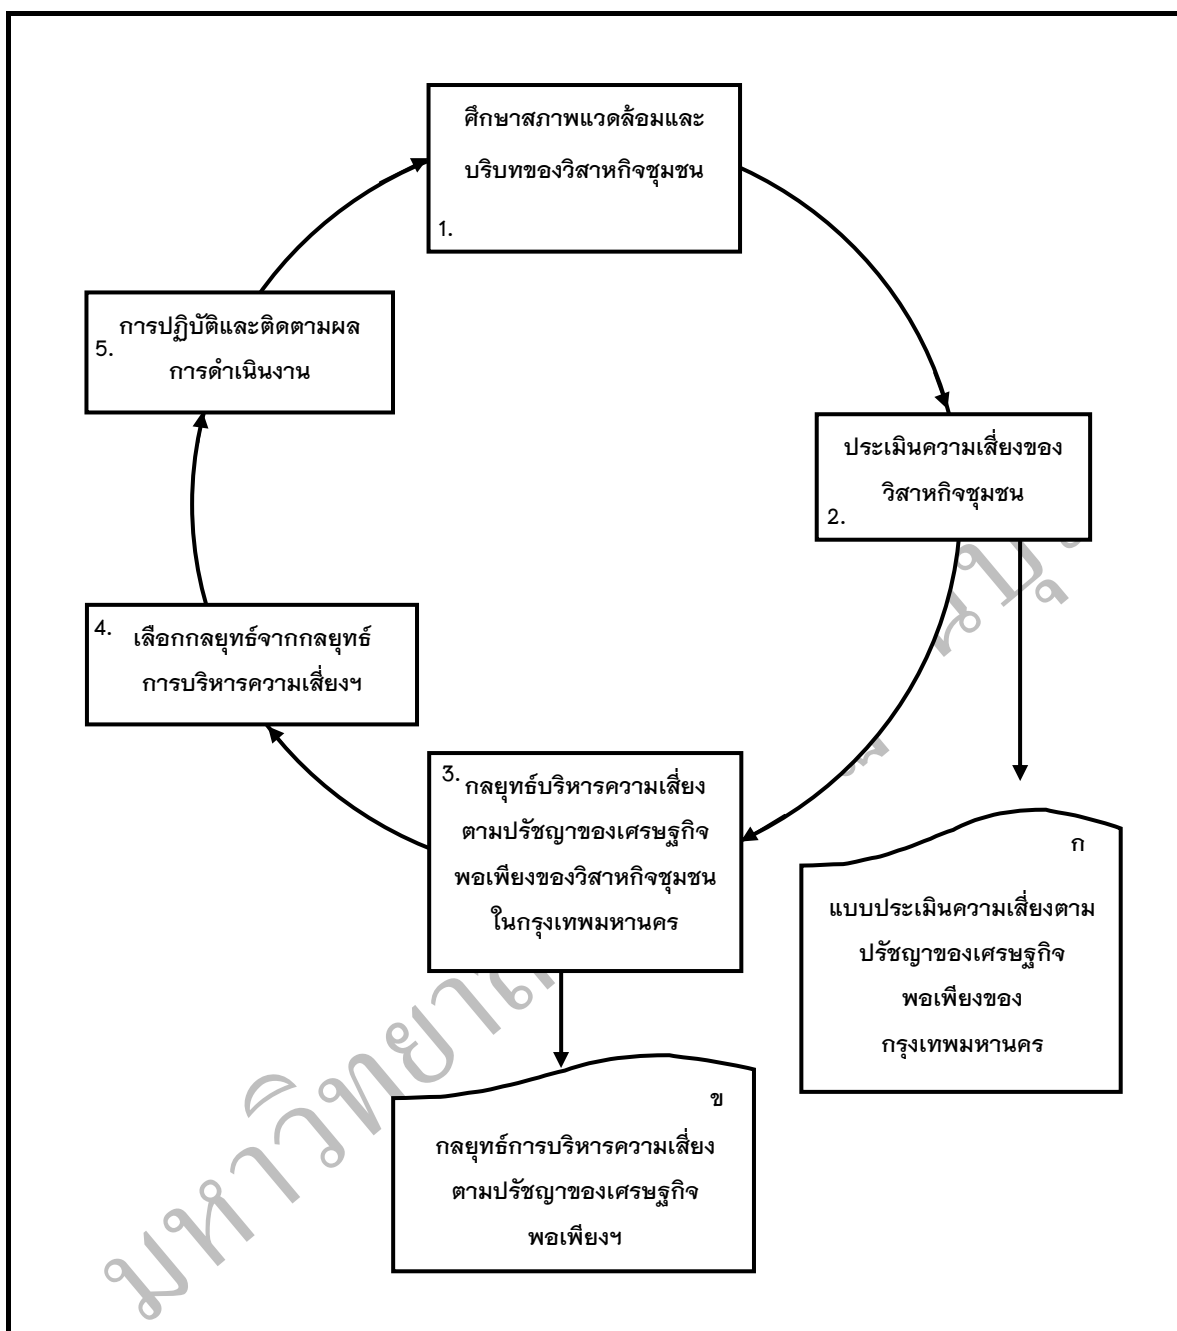 ศึกษาสภาพแวดล้อมและ
บริบทของวิสาหกิจชุมชน
1.
ประเมินความเสี่ยงของ
วิสาหกิจชุมชน
2.
3.
กลยุทธ์บริหารความเสี่ยง
ตามปรัชญาของเศรษฐกิจ
พอเพียงของวิสาหกิจชุมชน
ในกรุงเทพมหานคร
4.
เลือกกลยุทธ์จากกลยุทธ์
การบริหารความเสี่ยงฯ
5.
การปฏิบัติและติดตามผล
การดำเนินงาน
ก
แบบประเมินความเสี่ยงตาม
ปรัชญาของเศรษฐกิจ
พอเพียงของ
กรุงเทพมหานคร
ข
กลยุทธ์การบริหารความเสี่ยง
ตามปรัชญาของเศรษฐกิจ
พอเพียงฯ